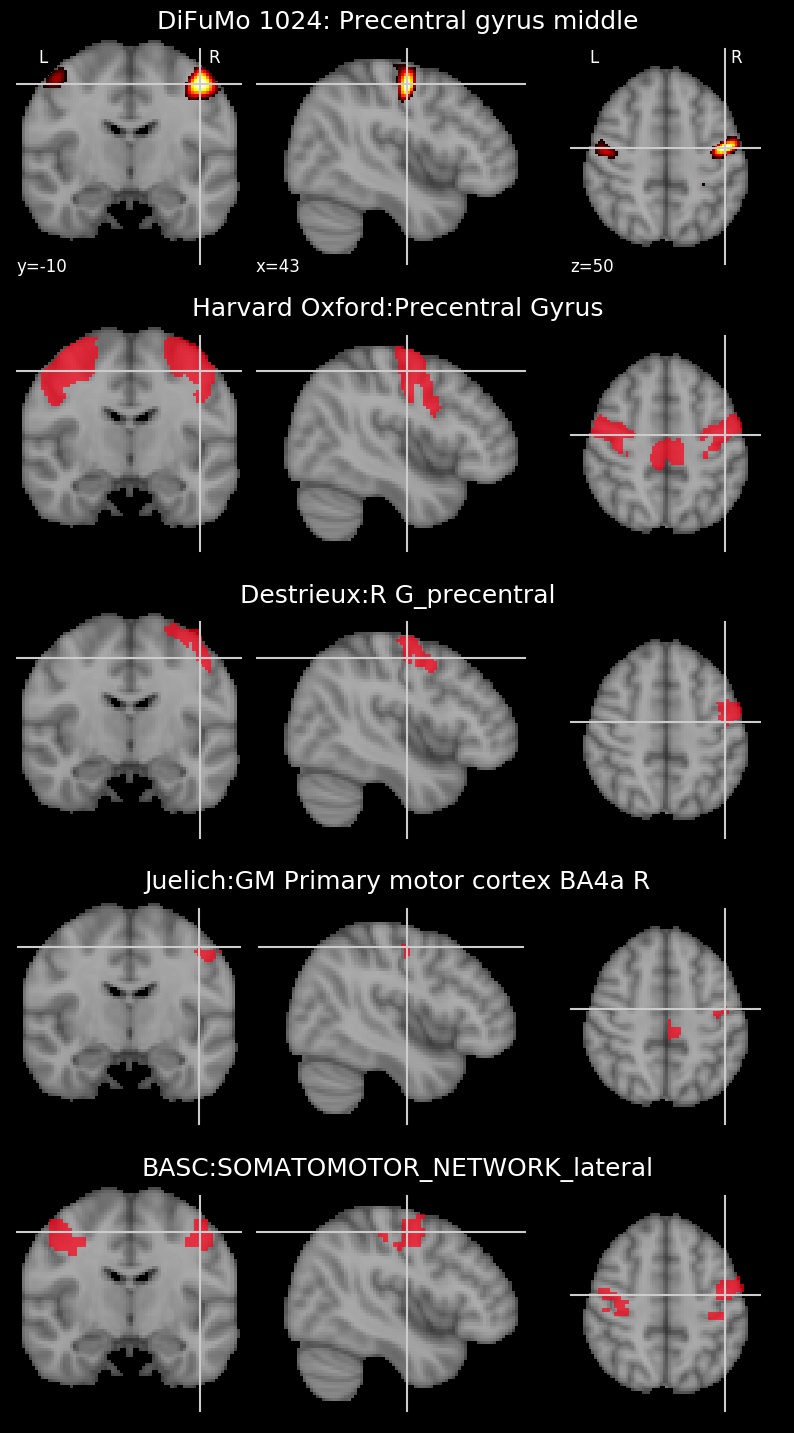 DiFuMo 1024: Precentral gyrus middle
L R L R
y=-10 x=43 z=50
Harvard Oxford:Precentral Gyrus
Destrieux:R G_precentral
Juelich:GM Primary motor cortex BA4a R
BASC:SOMATOMOTOR_NETWORK_lateral